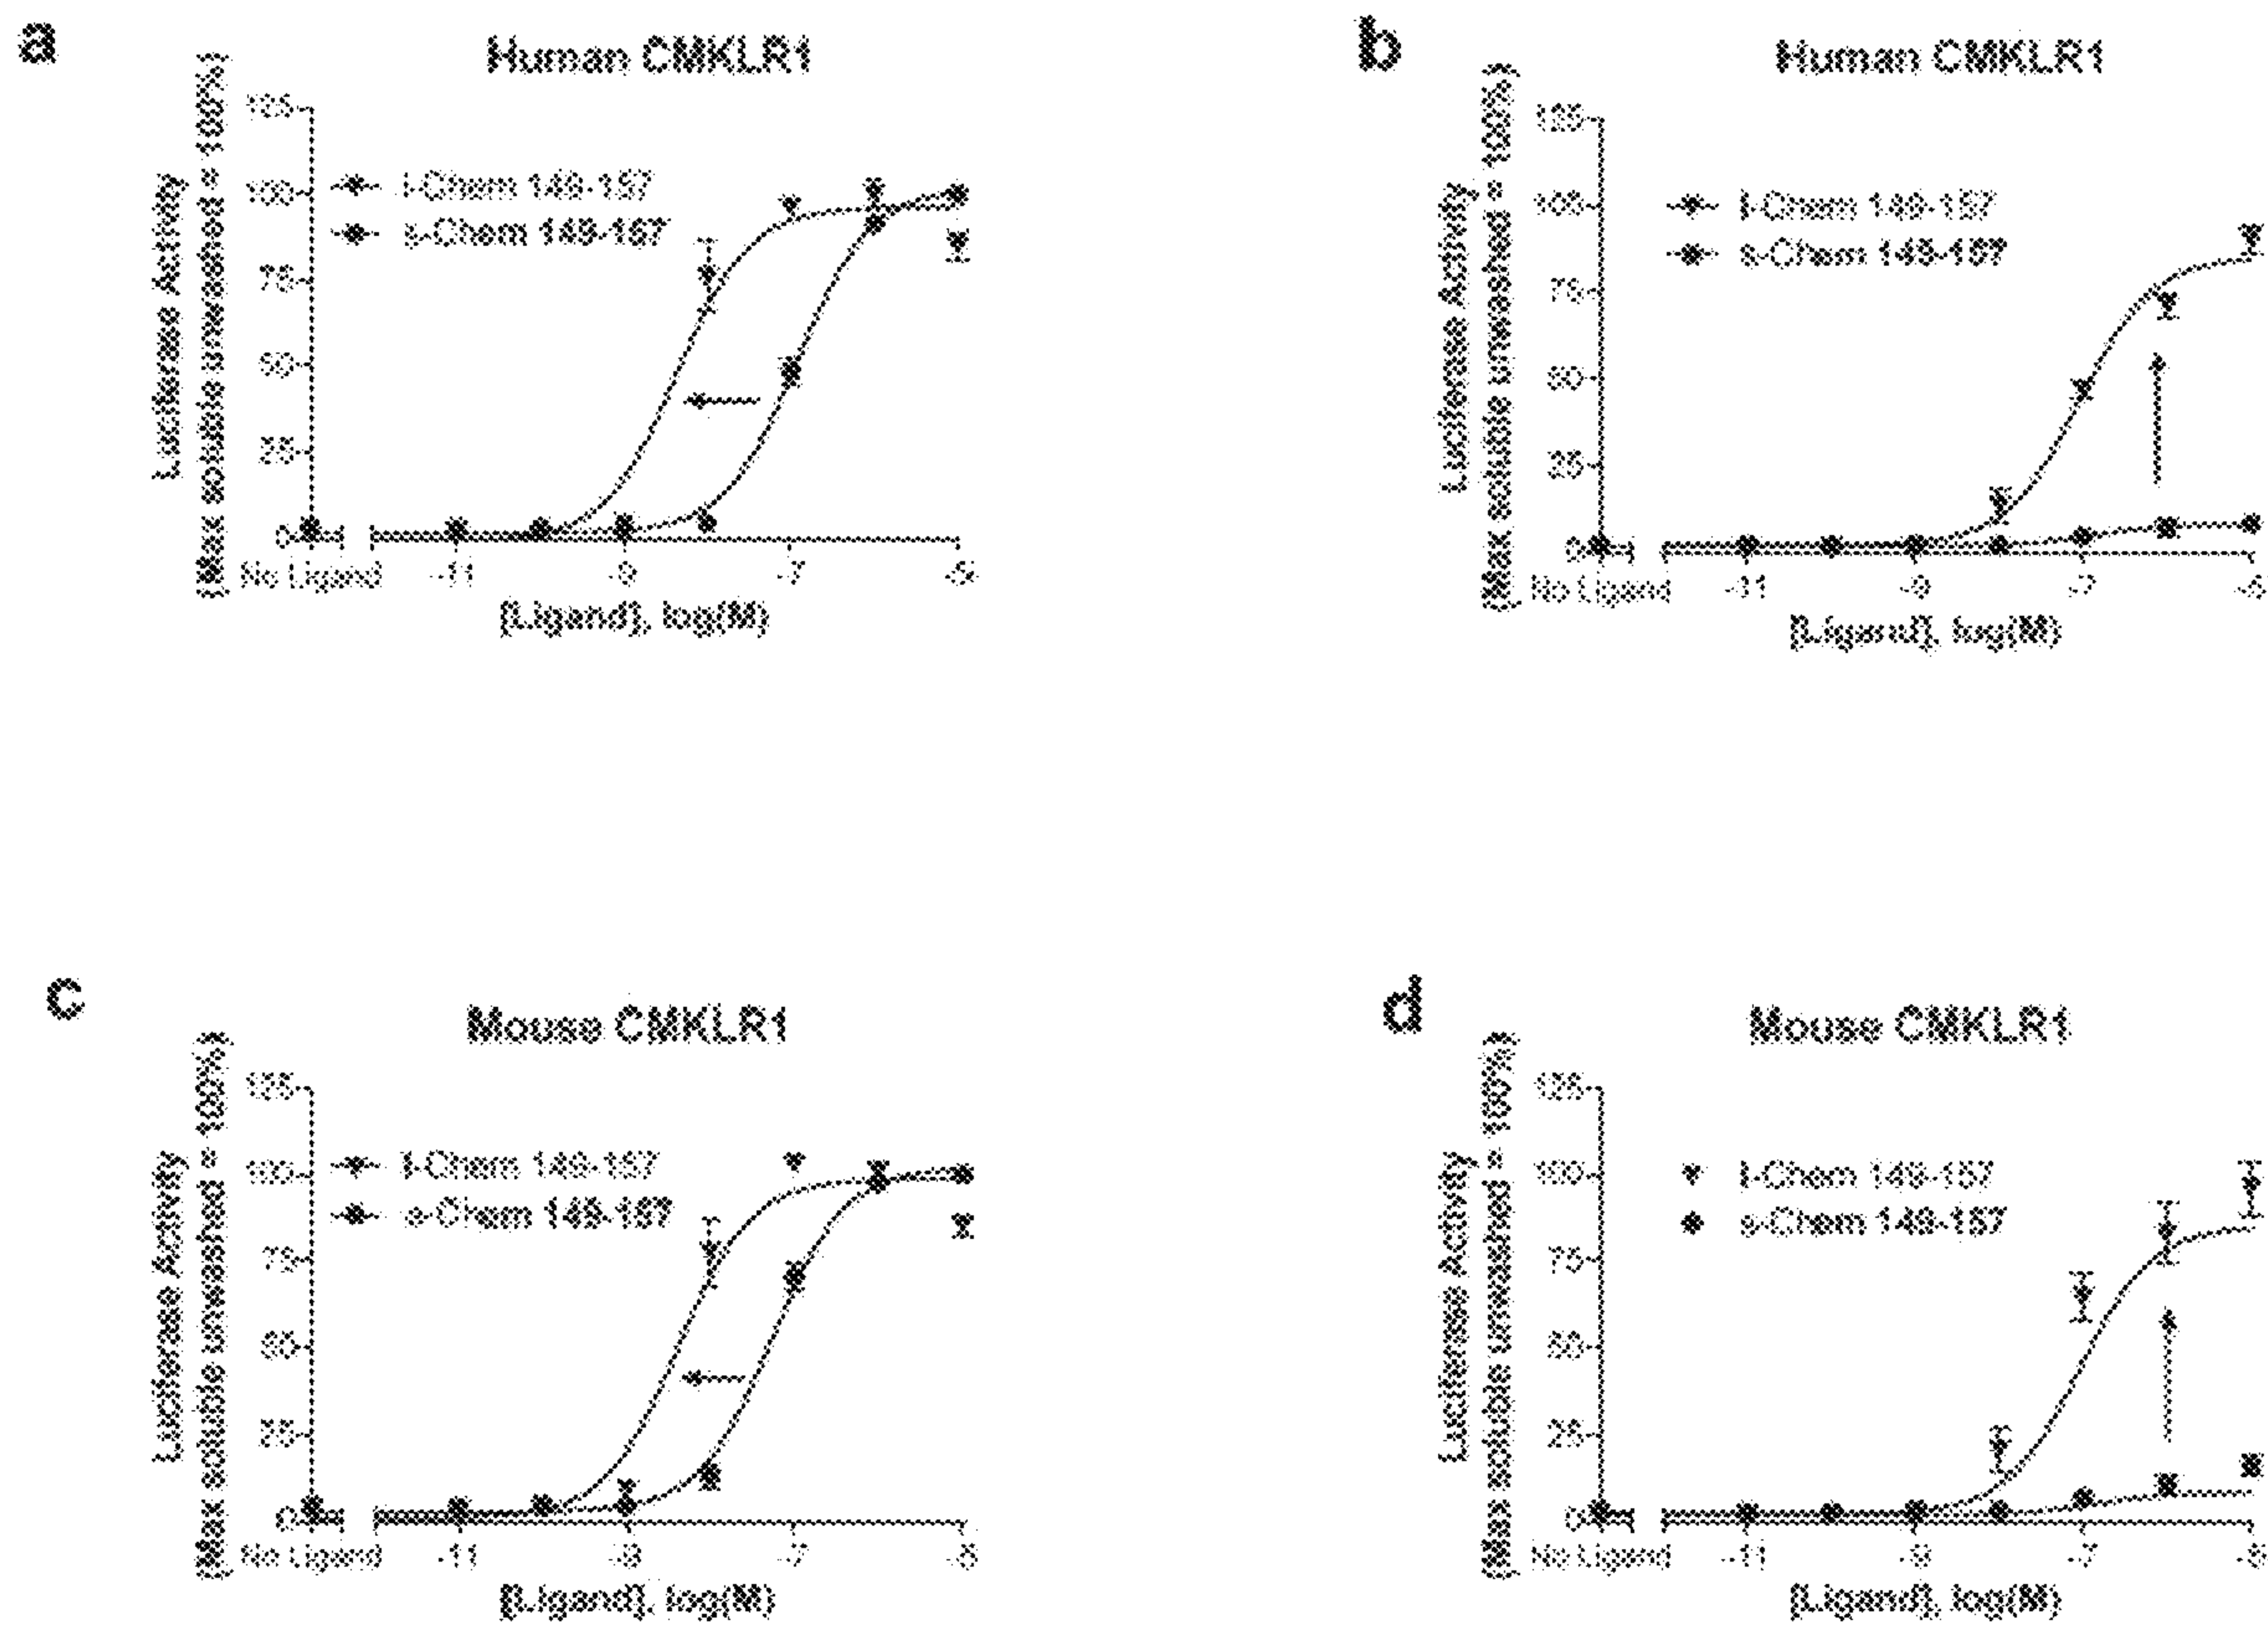 a
Human CMKLR1
Luciferase Activity
(Max soluble unwashed = 100%)
125
100
75
50
25
0
l-Chem 149-157
s-Chem 149-157
No Ligand -11 -9 -7 -5
[Ligand], log(M)
b
Human CMKLR1
Luciferase Activity
(Max soluble unwashed = 100%)
125
100
75
50
25
0
l-Chem 149-157
s-Chem 149-157
No Ligand -11 -9 -7 -5
[Ligand], log(M)
c
Mouse CMKLR1
Luciferase Activity
(Max soluble unwashed = 100%)
125
100
75
50
25
0
l-Chem 149-157
s-Chem 149-157
No Ligand -11 -9 -7 -5
[Ligand], log(M)
d
Mouse CMKLR1
Luciferase Activity
(Max soluble unwashed = 100%)
125
100
75
50
25
0
l-Chem 149-157
s-Chem 149-157
No Ligand -11 -9 -7 -5
[Ligand], log(M)